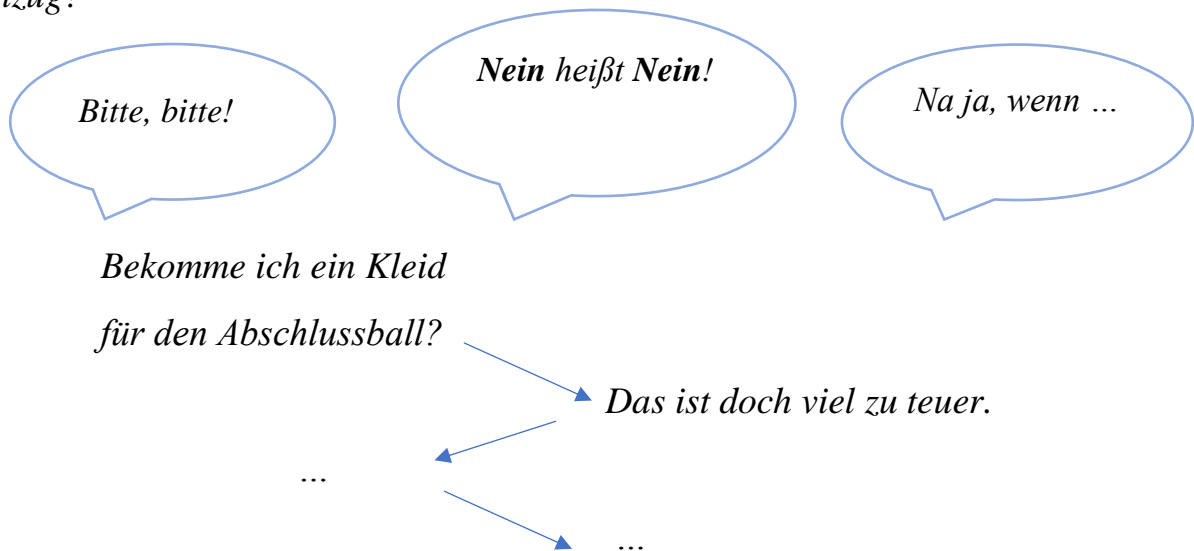 Bitte, bitte!
Nein heißt Nein!
Na ja, wenn …
Bekomme ich ein Kleid
für den Abschlussball?
Das ist doch viel zu teuer.
…
…